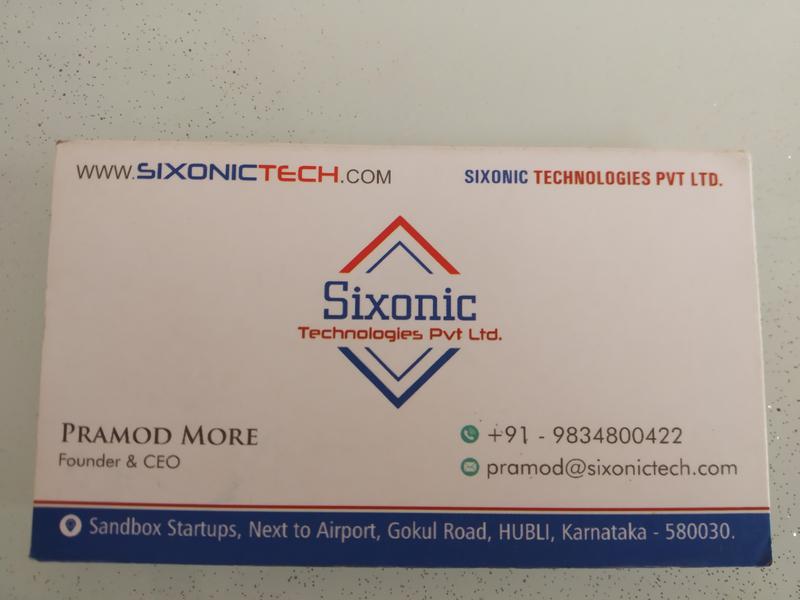 WWW.SIXONICTECH.COM
SIXONIC TECHNOLOGIES PVT LTD.
Sixonic
Technologies Pvt Ltd.
PRAMOD MORE
Founder & CEO
+91 - 9834800422
pramod@sixonictech.com
Sandbox Startups, Next to Airport, Gokul Road, HUBLI, Karnataka - 580030.